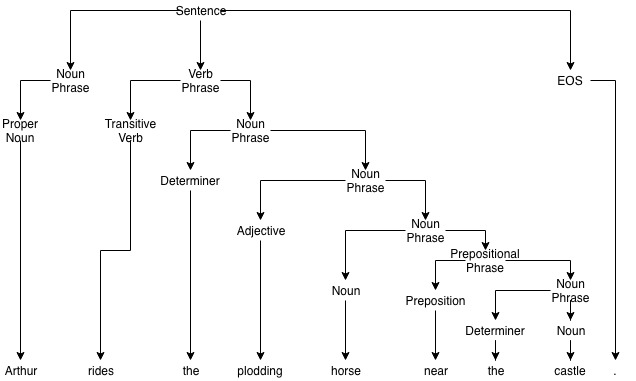 Sentence
Noun
Phrase
Verb
Phrase
EOS
Proper
Noun
Transitive
Verb
Noun
Phrase
Determiner
Noun
Phrase
Adjective
Noun
Phrase
Prepositional
Phrase
Noun
Preposition
Noun
Phrase
Determiner
Noun
Arthur rides the plodding horse near the castle .